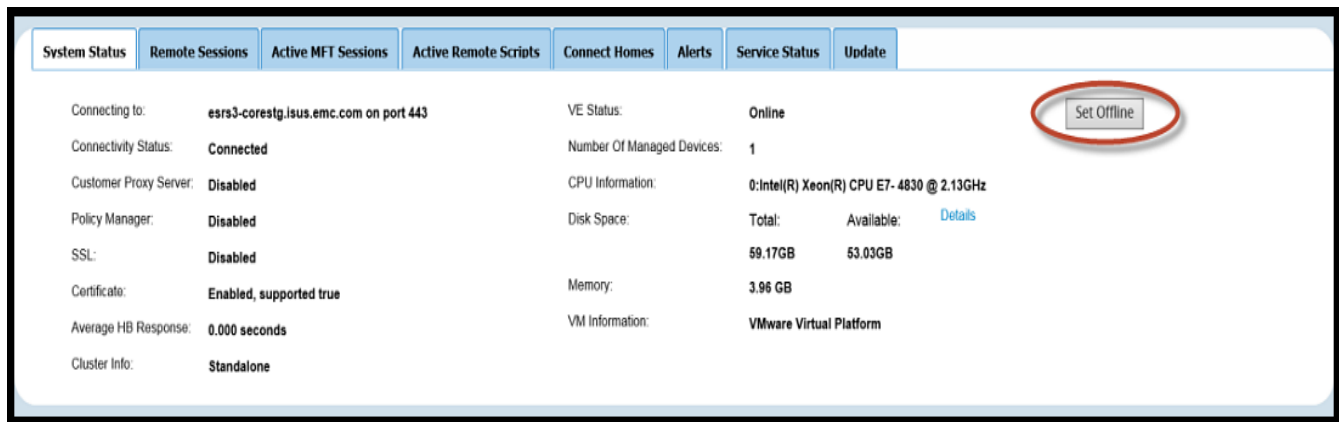 System Status Remote Sessions Active MFT Sessions Active Remote Scripts Connect Homes Alerts Service Status Update
Connecting to: esrs3-corestg.isus.emc.com on port 443 VE Status: Online Set Offline
Connectivity Status: Connected Number Of Managed Devices: 1
Customer Proxy Server: Disabled CPU Information: 0:Intel(R) Xeon(R) CPU E7- 4830 @ 2.13GHz
Policy Manager: Disabled Disk Space: Total: Available: Details
SSL: Disabled 59.17GB 53.03GB
Certificate: Enabled, supported true Memory: 3.96 GB
Average HB Response: 0.000 seconds VM Information: VMware Virtual Platform
Cluster Info: Standalone